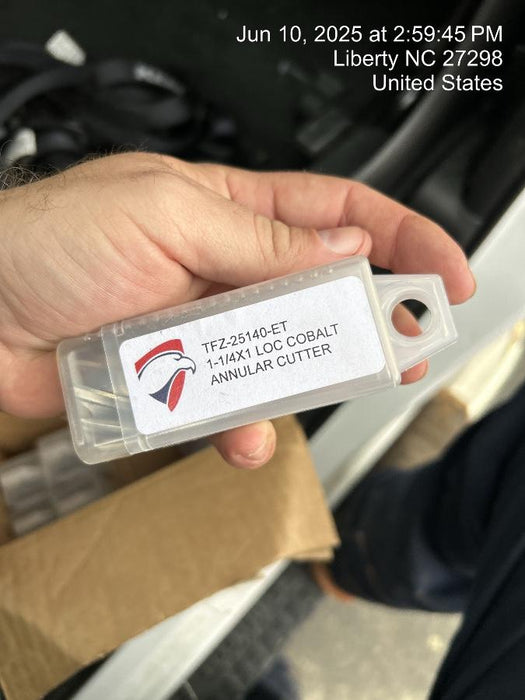 Jun 10, 2025 at 2:59:45 PM
Liberty NC 27298
United States
TFZ-25140-ET
1-1/4X1 LOC COBALT
ANNULAR CUTTER